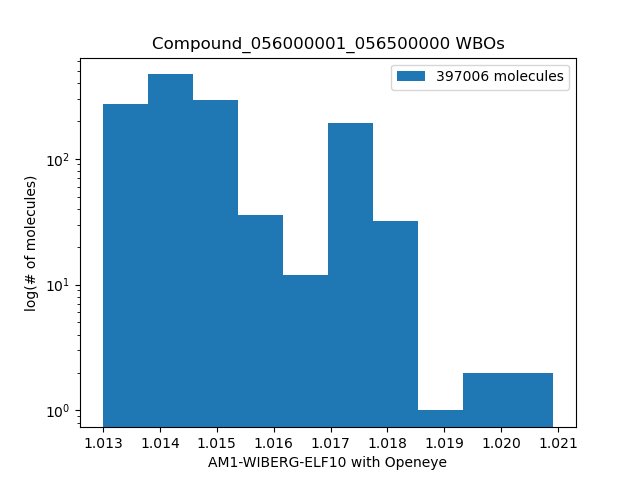 Compound_056000001_056500000 WBOs
397006 molecules
log(# of molecules)
10²
10¹
10⁰
1.013 1.014 1.015 1.016 1.017 1.018 1.019 1.020 1.021
AM1-WIBERG-ELF10 with Openeye